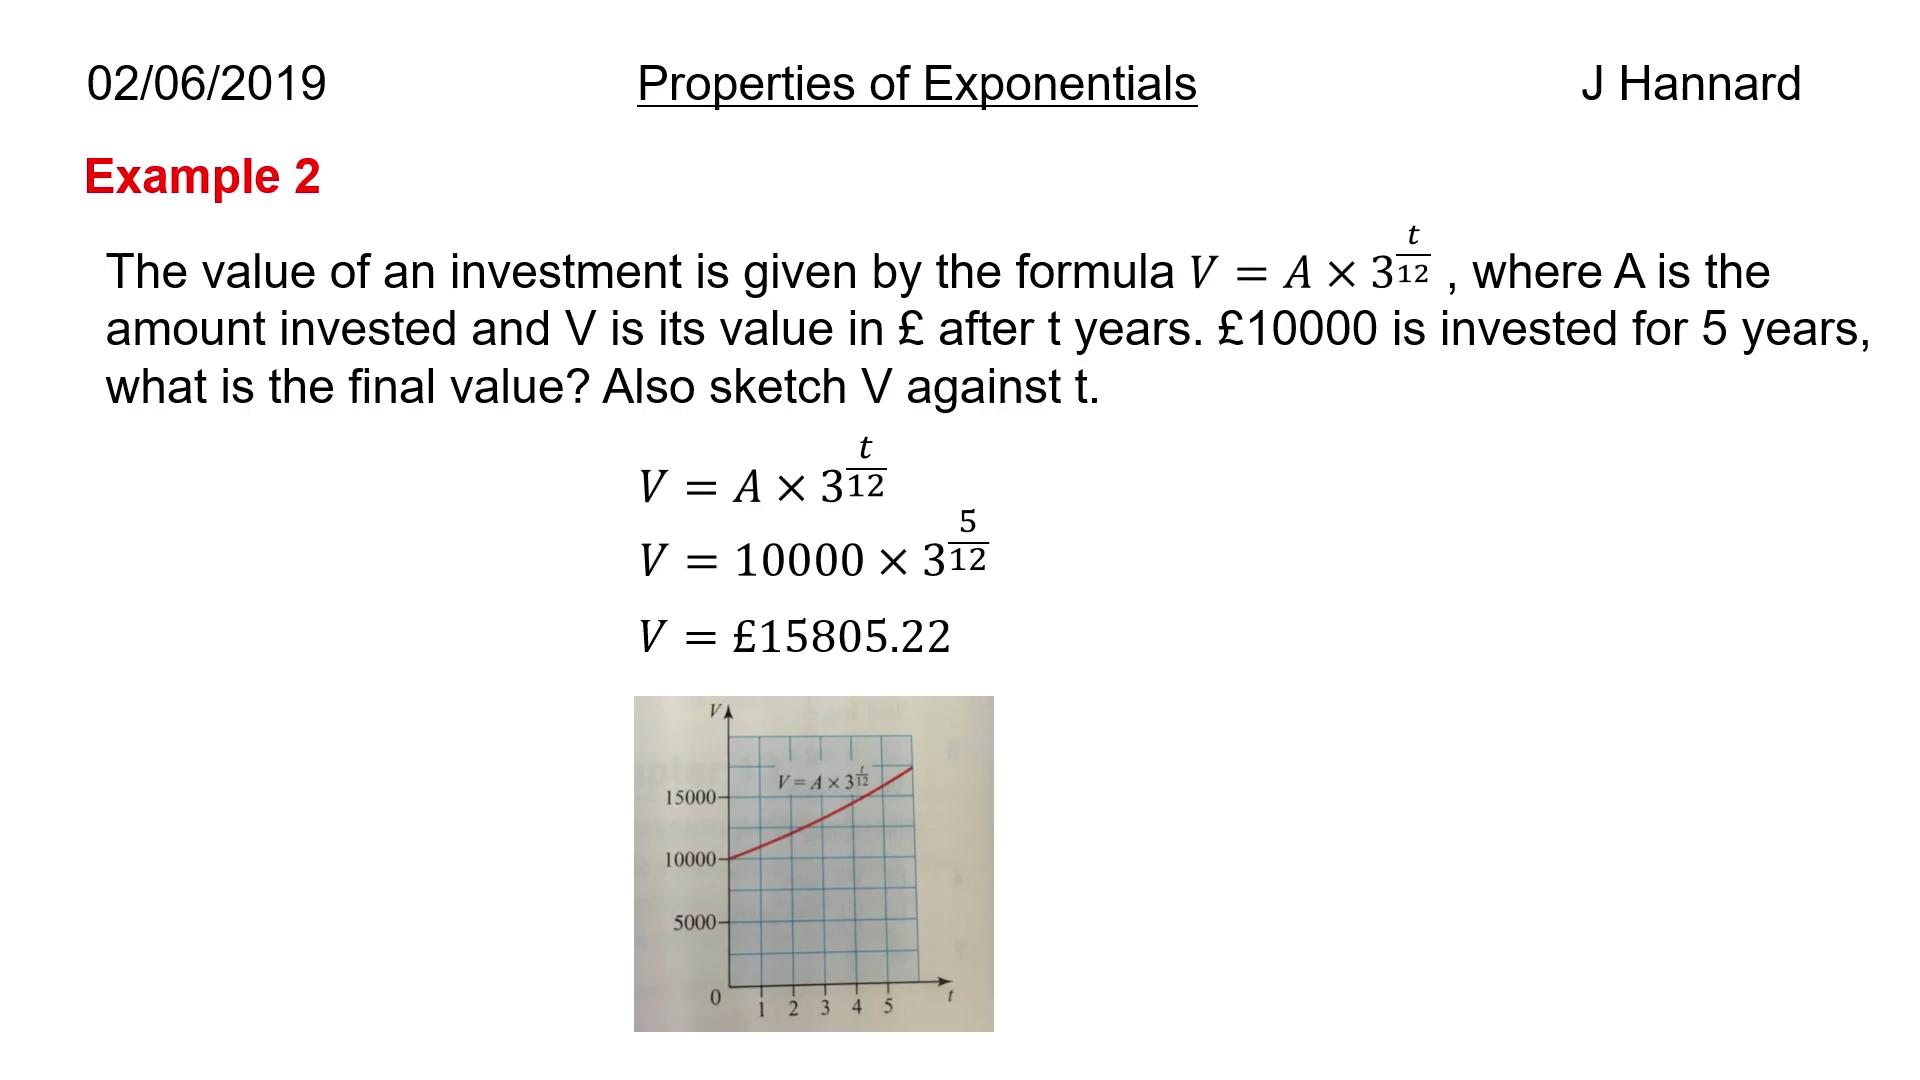 02/06/2019 Properties of Exponentials J Hannard
Example 2
The value of an investment is given by the formula V = A × 3^(t/12) , where A is the
amount invested and V is its value in £ after t years. £10000 is invested for 5 years,
what is the final value? Also sketch V against t.
V = A × 3^(t/12)
V = 10000 × 3^(5/12)
V = £15805.22
V
V = A × 3^(t/12)
15000
10000
5000
0
1 2 3 4 5 t